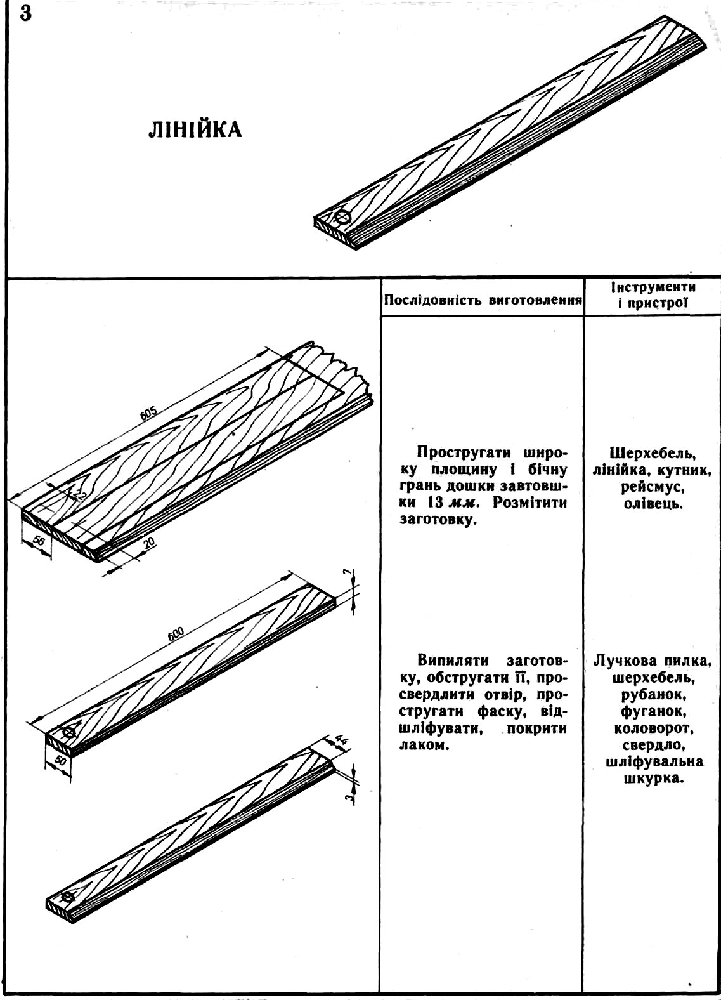 3
ЛІНІЙКА
Послідовність виготовлення
Інструменти
і пристрої
605
22
56
20
Простругати широ-
ку площину і бічну
грань дошки завтовш-
ки 13 мм. Розмітити
заготовку.
Шерхебель,
лінійка, кутник,
рейсмус,
олівець.
600
7
50
44
3
Випиляти заготов-
ку, обстругати її, про-
свердлити отвір, про-
стругати фаску, від-
шліфувати, покрити
лаком.
Лучкова пилка,
шерхебель,
рубанок,
фуганок,
коловорот,
свердло,
шліфувальна
шкурка.